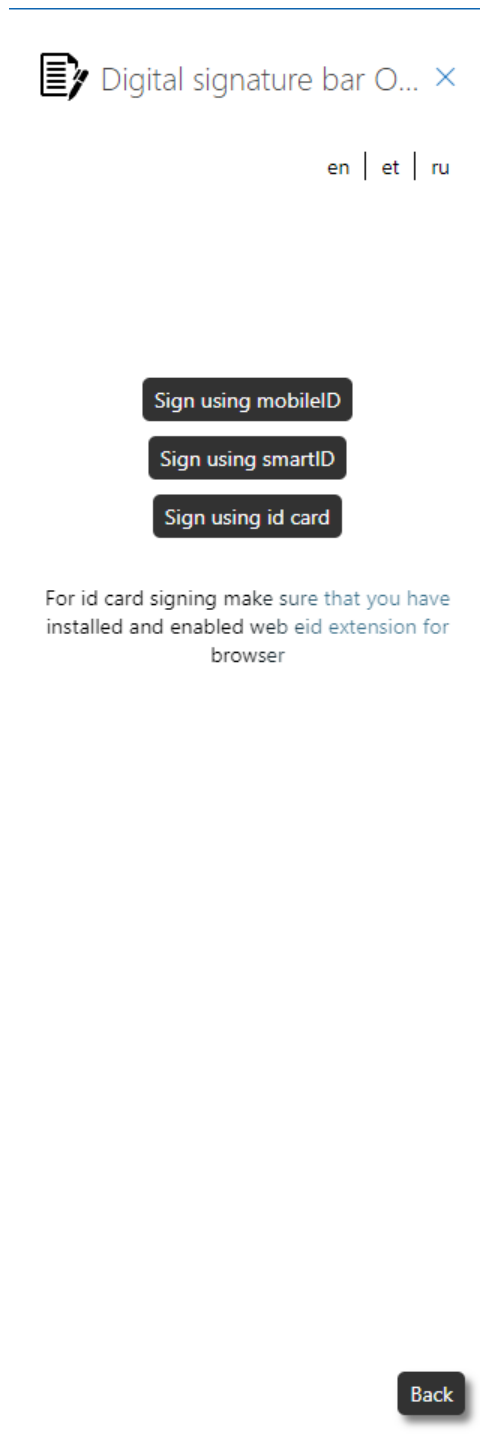 Digital signature bar O...
en | et | ru
Sign using mobileID
Sign using smartID
Sign using id card
For id card signing make sure that you have
installed and enabled web eid extension for
browser
Back